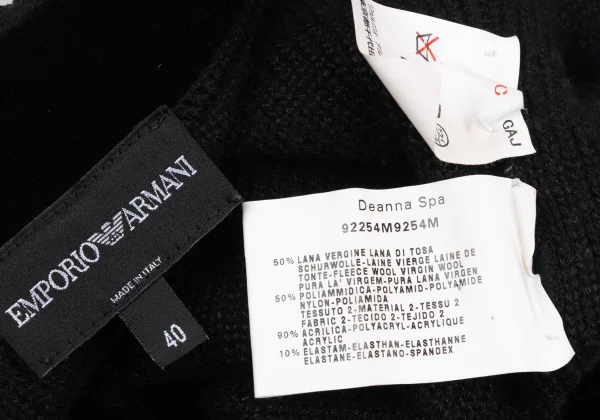 EMPORIO ARMANI
MADE IN ITALY
40
C
GAJ
Deanna Spa
92254M9254M
50% LANA VERGINE LANA DI TOSA
SCHURWOLLE-LAINE VIERGE LAINE DE
TONTE-FLEECE WOOL VIRGIN WOOL
PURA LA' VIRGEM-PURA LANA VIRGEN
50% POLIAMMIDICA-POLYAMID-POLYAMIDE
NYLON-POLIAMIDA
TESSUTO 2-MATERIAL 2-TESSU 2
FABRIC 2-TECIDO 2-TEJIDO 2
90% ACRILICA-POLYACRYL-ACRYLIQUE
ACRYLIC
10% ELASTAM-ELASTHAN-ELASTHANNE
ELASTANE-ELASTANO-SPANDEX